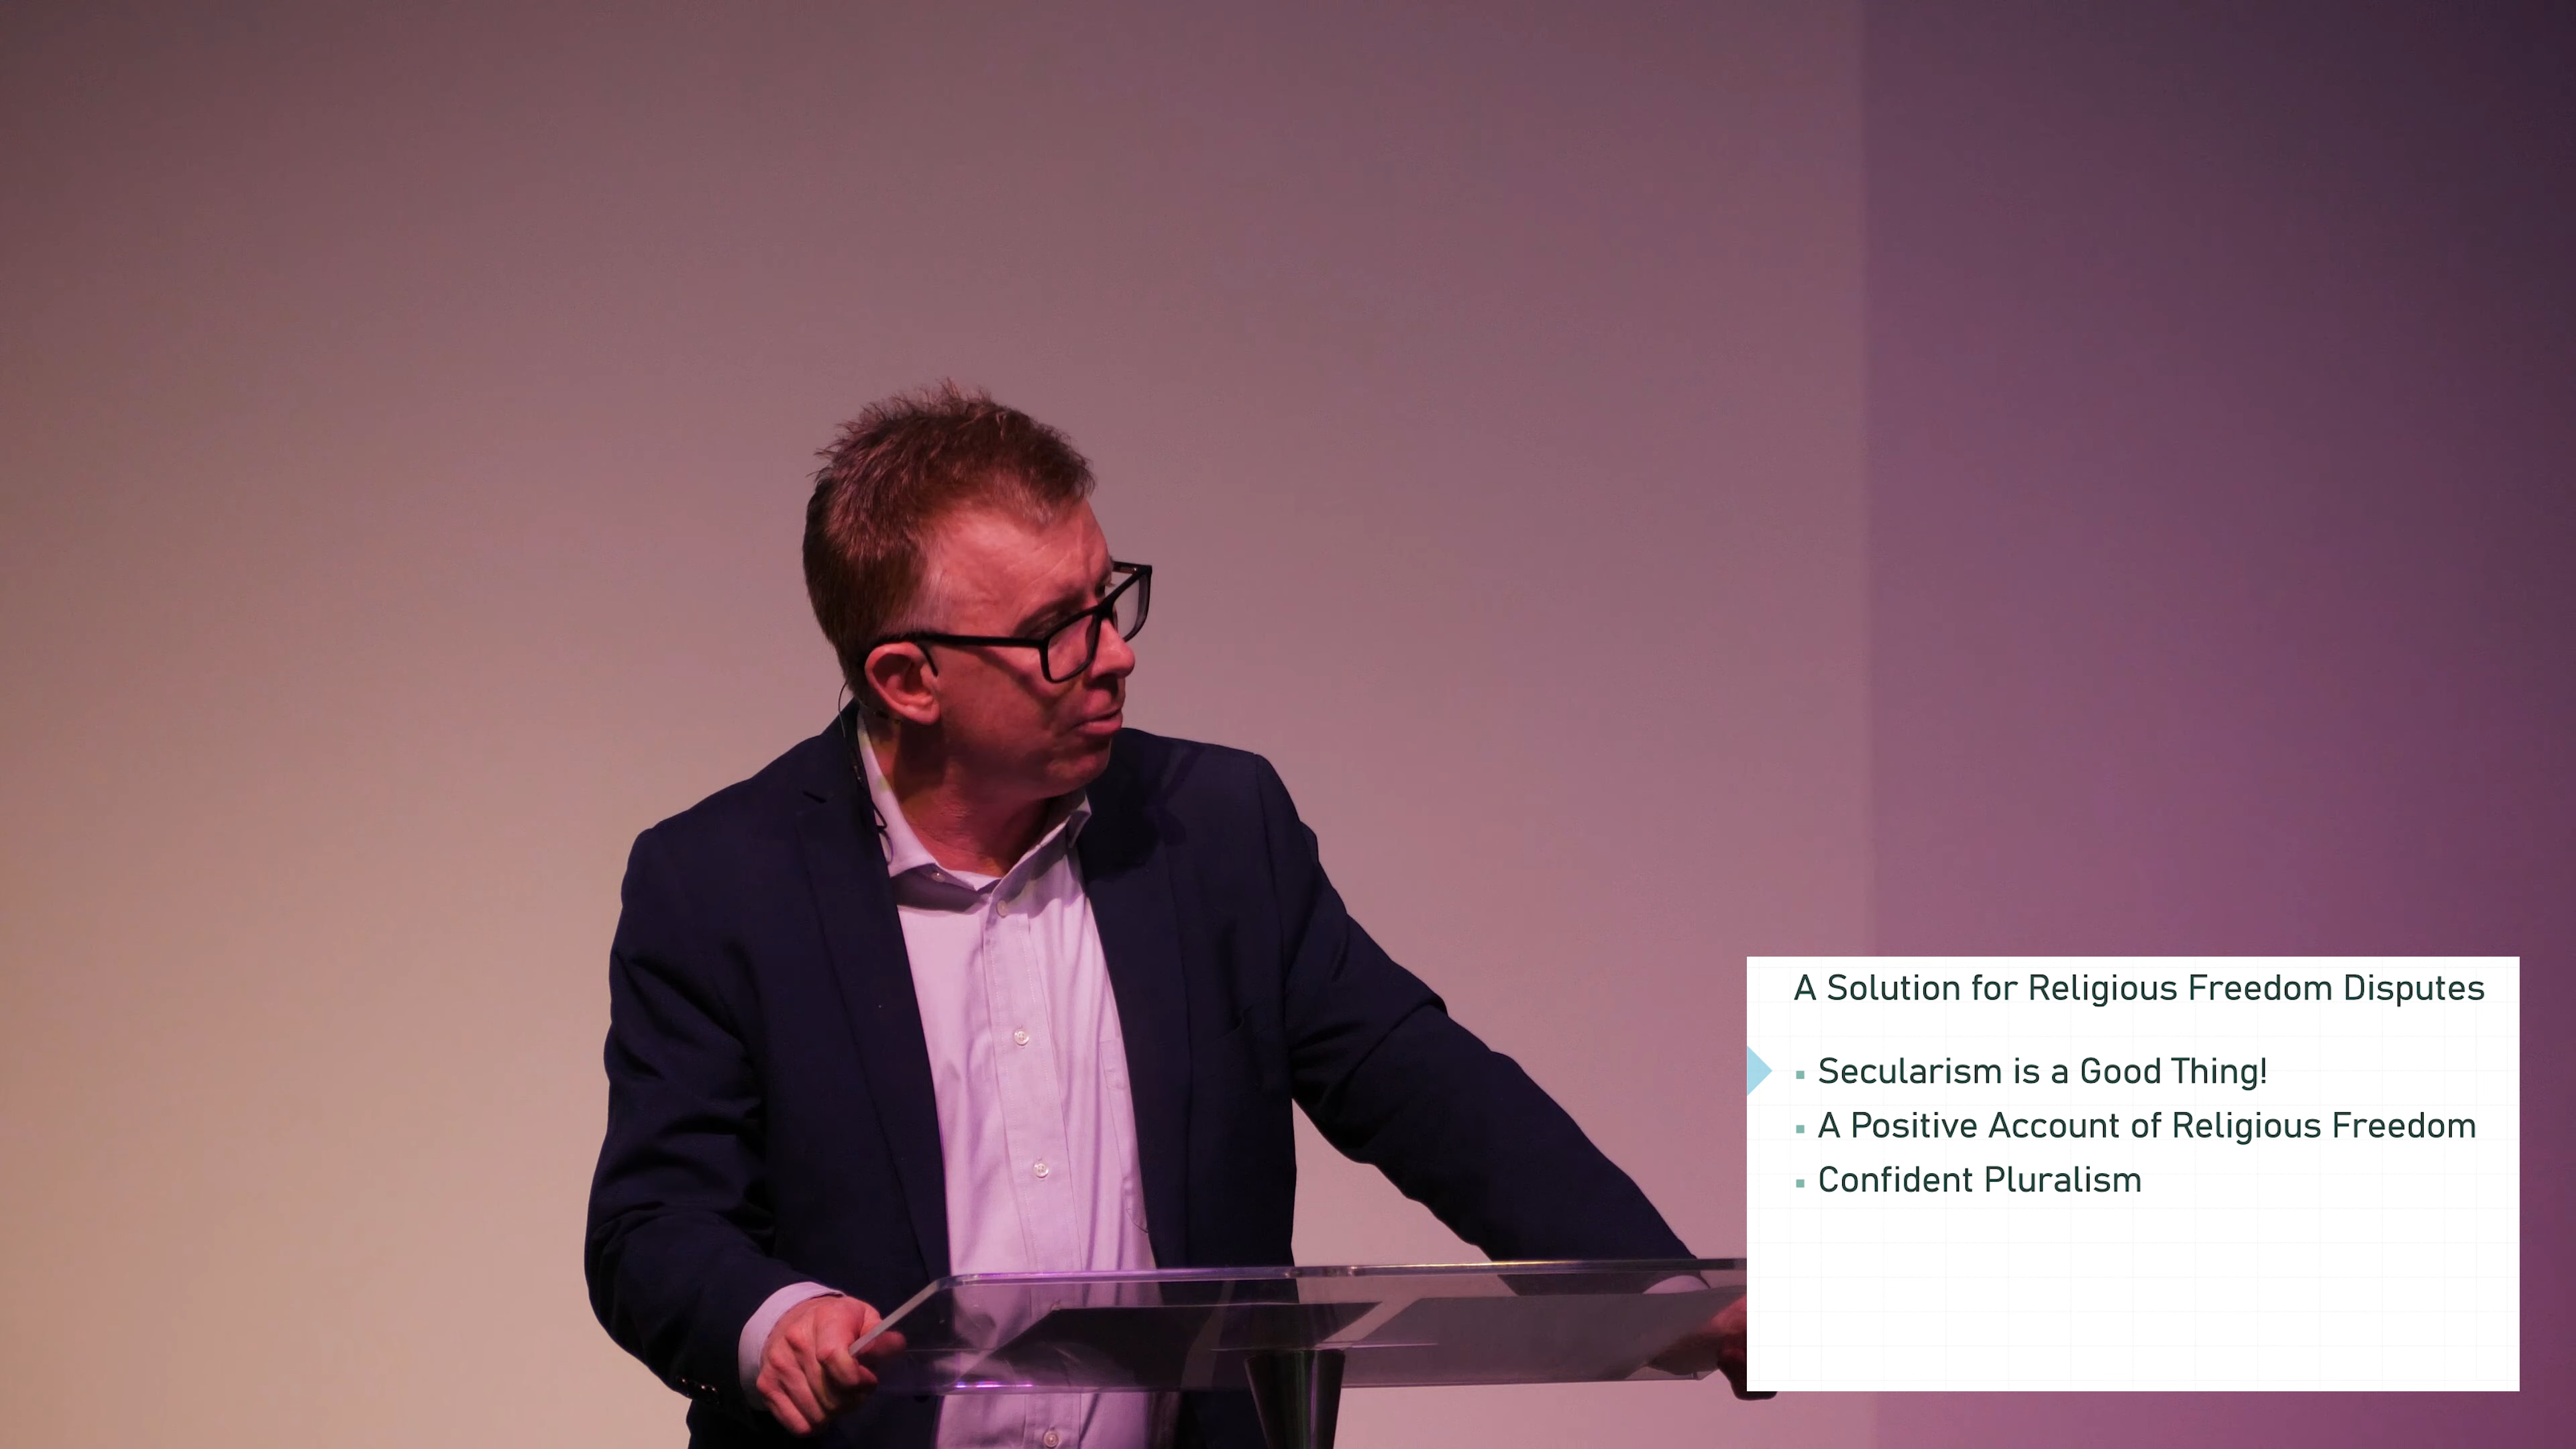 A Solution for Religious Freedom Disputes
Secularism is a Good Thing!
A Positive Account of Religious Freedom
Confident Pluralism